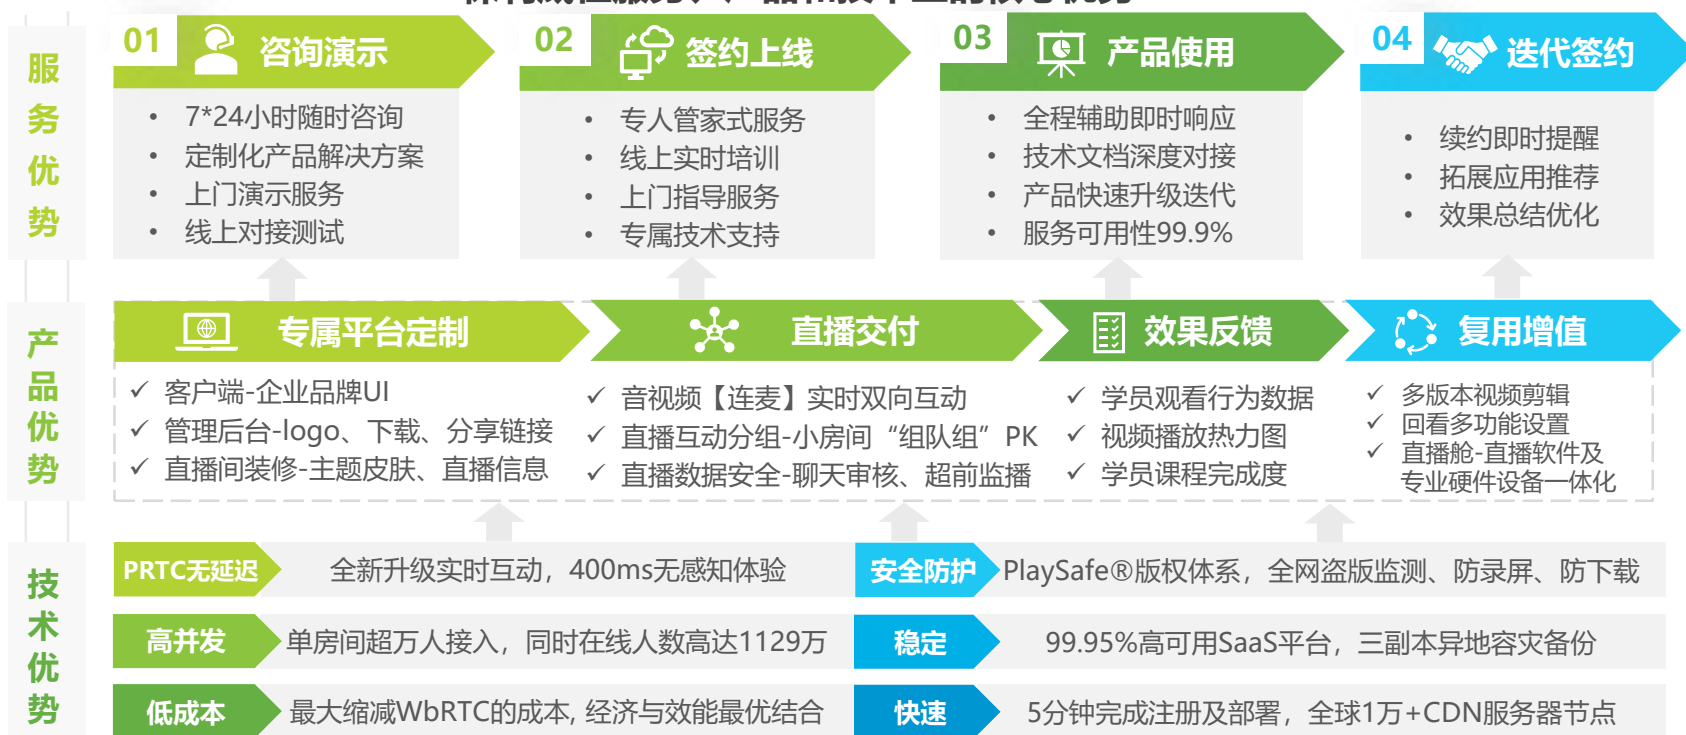 服务优势
01 咨询演示
7*24小时随时咨询
定制化产品解决方案
上门演示服务
线上对接测试
02 签约上线
专人管家式服务
线上实时培训
上门指导服务
专属技术支持
03 产品使用
全程辅助即时响应
技术文档深度对接
产品快速升级迭代
服务可用性99.9%
04 迭代签约
续约即时提醒
拓展应用推荐
效果总结优化
产品优势
专属平台定制
客户端-企业品牌UI
管理后台-logo、下载、分享链接
直播间装修-主题皮肤、直播信息
直播交付
音视频【连麦】实时双向互动
直播互动分组-小房间“组队组”PK
直播数据安全-聊天审核、超前监播
效果反馈
学员观看行为数据
视频播放热力图
学员课程完成度
复用增值
多版本视频剪辑
回看多功能设置
直播舱-直播软件及
专业硬件设备一体化
技术优势
PRTC无延迟 全新升级实时互动，400ms无感知体验
安全防护 PlaySafe®版权体系，全网盗版监测、防录屏、防下载
高并发 单房间超万人接入，同时在线人数高达1129万
稳定 99.95%高可用SaaS平台，三副本异地容灾备份
低成本 最大缩减WbRTC的成本, 经济与效能最优结合
快速 5分钟完成注册及部署，全球1万+CDN服务器节点